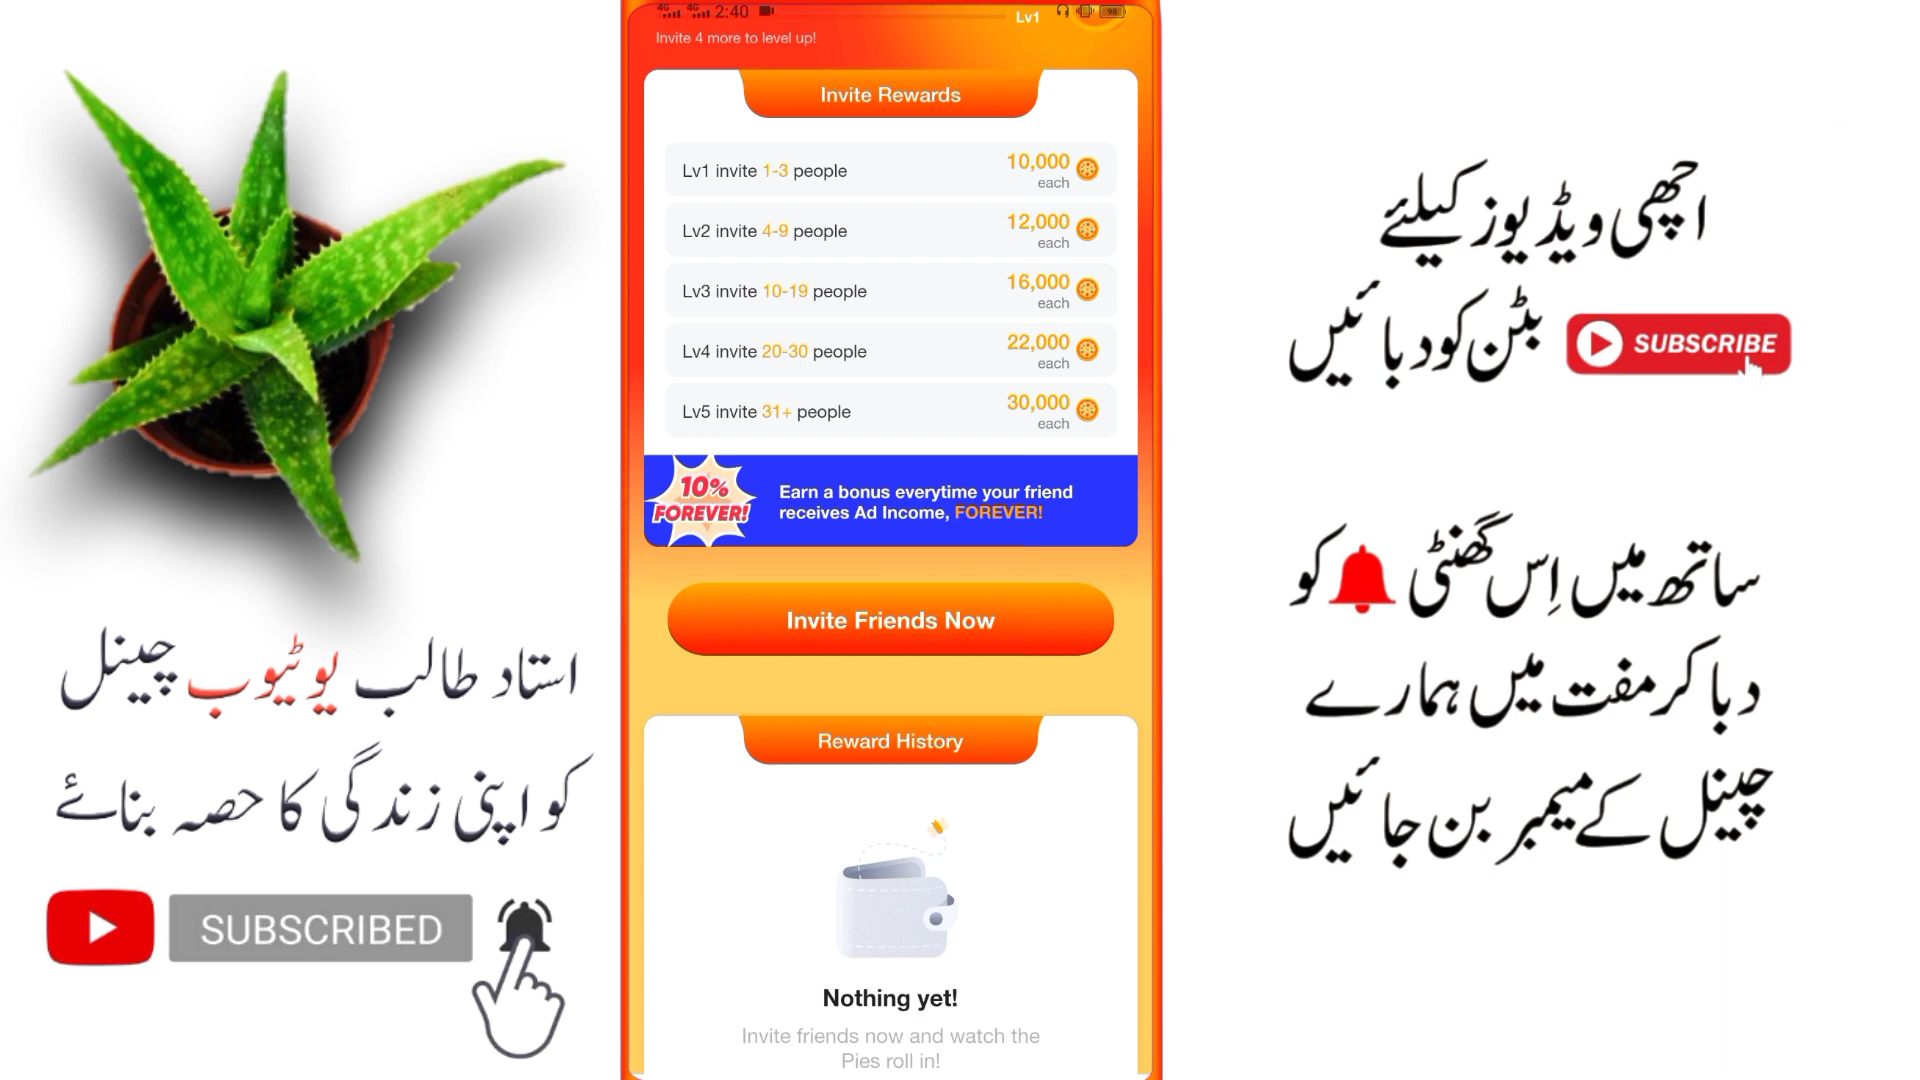 4G 4G 2:40
Lv1
98
Invite 4 more to level up!
Invite Rewards
Lv1 invite 1-3 people
10,000
each
Lv2 invite 4-9 people
12,000
each
Lv3 invite 10-19 people
16,000
each
Lv4 invite 20-30 people
22,000
each
Lv5 invite 31+ people
30,000
each
10%
FOREVER!
Earn a bonus everytime your friend
receives Ad Income, FOREVER!
Invite Friends Now
Reward History
Nothing yet!
Invite friends now and watch the
Pies roll in!
استاد طالب یوٹیوب چینل
کو اپنی زندگی کا حصہ بنائے
SUBSCRIBED
اچھی ویڈیوز کیلئے
بٹن کو دبائیں
SUBSCRIBE
ساتھ میں اِس گھنٹی کو
دبا کر مفت میں ہمارے
چینل کے میمبر بن جائیں